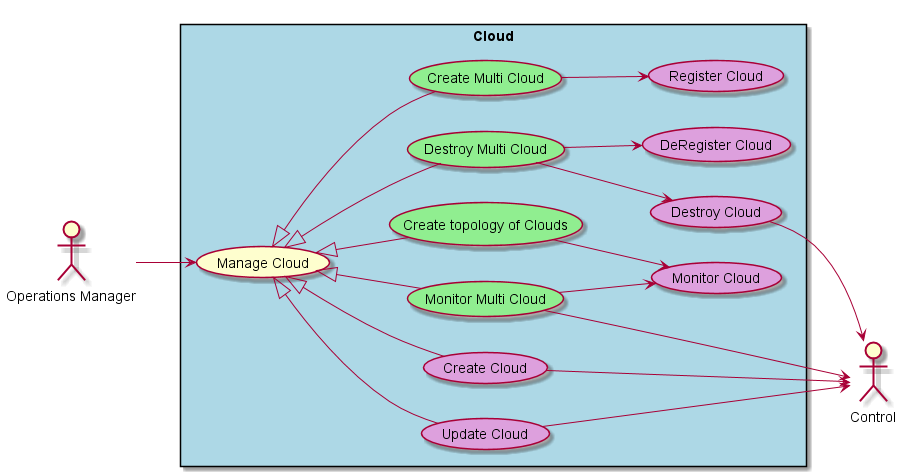 Cloud
Create Multi Cloud
Register Cloud
Destroy Multi Cloud
DeRegister Cloud
Destroy Cloud
Create topology of Clouds
Manage Cloud
Monitor Cloud
Operations Manager
Monitor Multi Cloud
Create Cloud
Control
Update Cloud